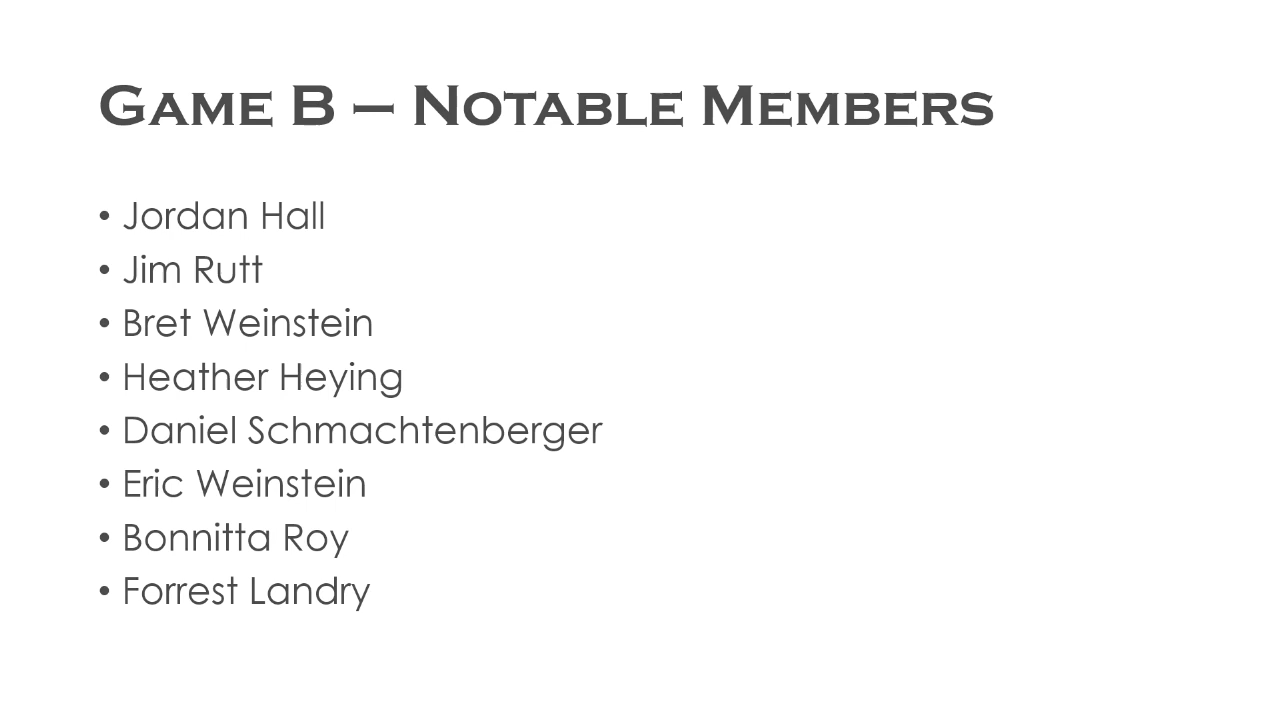 Game B – Notable Members
• Jordan Hall
• Jim Rutt
• Bret Weinstein
• Heather Heying
• Daniel Schmachtenberger
• Eric Weinstein
• Bonnitta Roy
• Forrest Landry